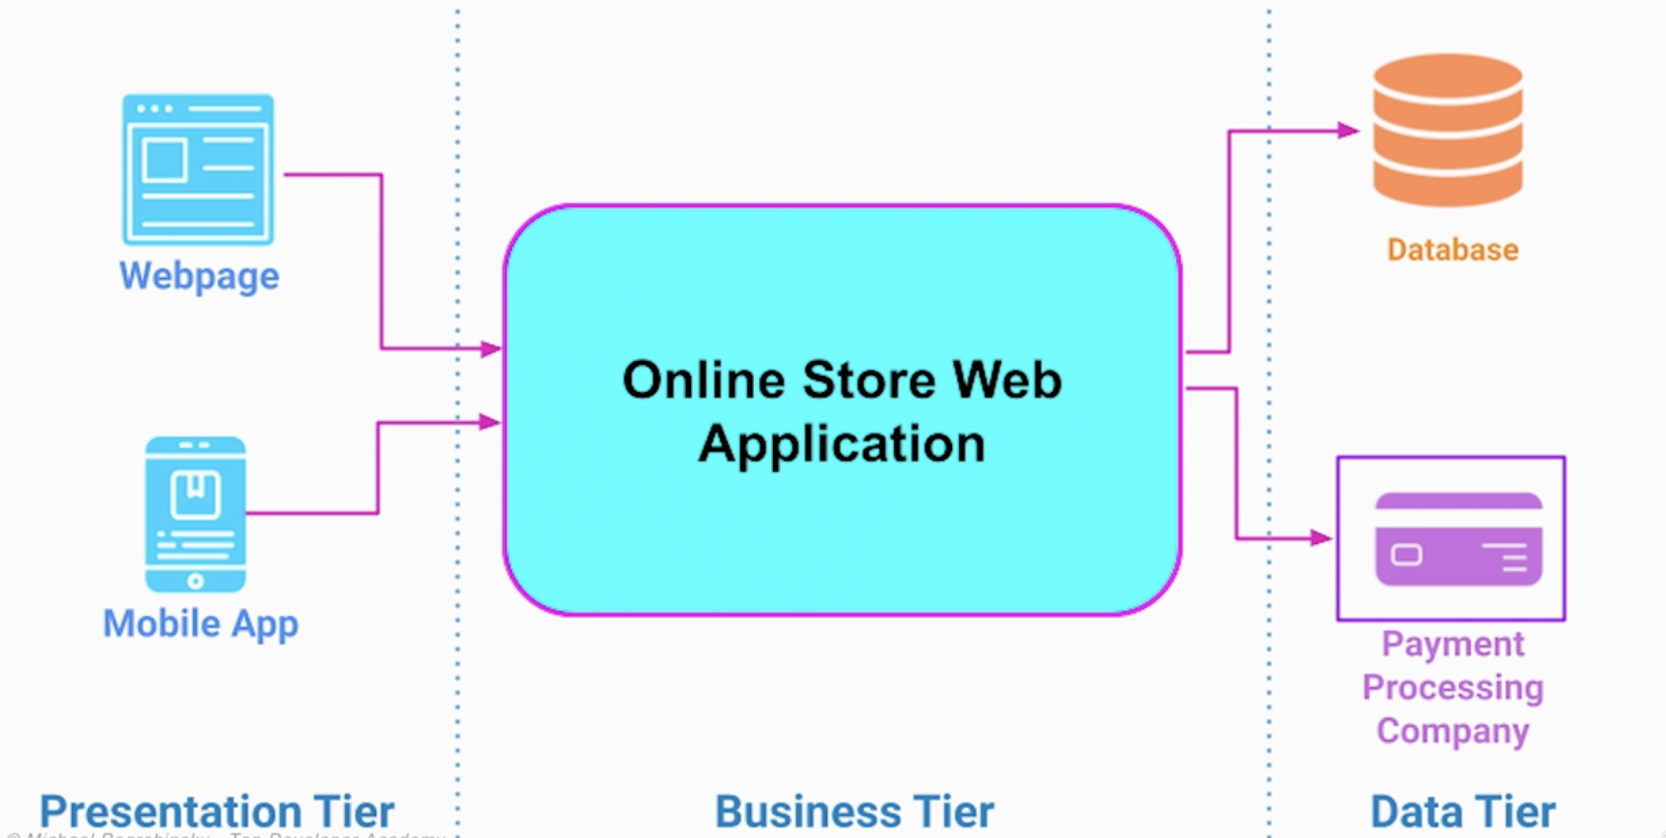 Webpage
Mobile App
Online Store Web
Application
Database
Payment
Processing
Company
Presentation Tier
Business Tier
Data Tier